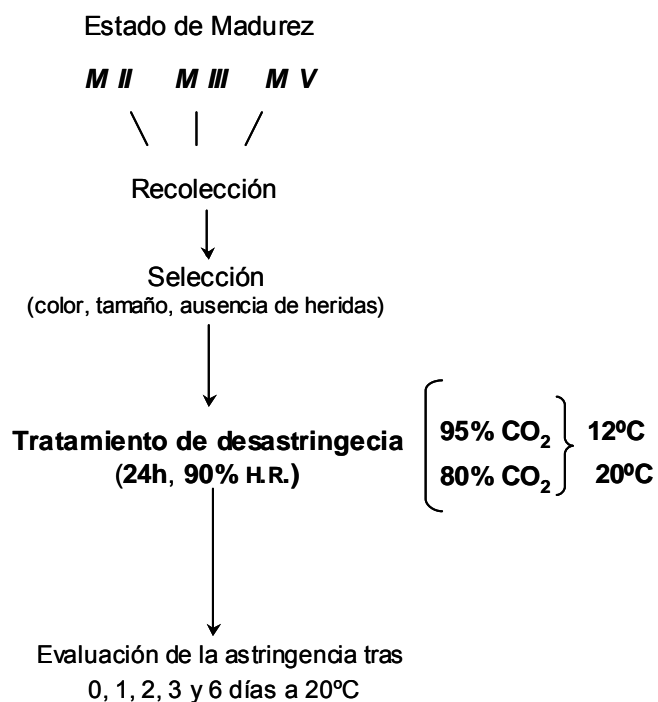 Estado de Madurez
M II M III M V
Recolección
Selección
(color, tamaño, ausencia de heridas)
Tratamiento de desastringecia
(24h, 90% H.R.)
95% CO₂ 12ºC
80% CO₂ 20ºC
Evaluación de la astringencia tras
0, 1, 2, 3 y 6 días a 20ºC